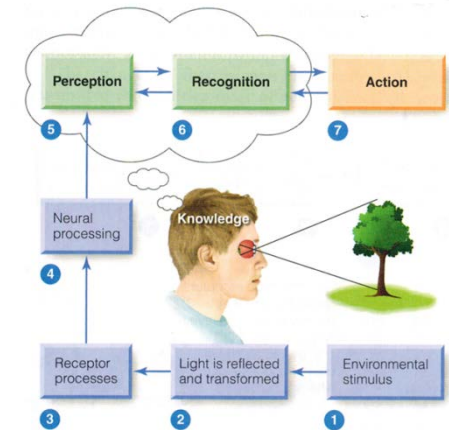 Perception
Recognition
Action
5
6
7
Neural
processing
Knowledge
4
Receptor
processes
Light is reflected
and transformed
Environmental
stimulus
3
2
1